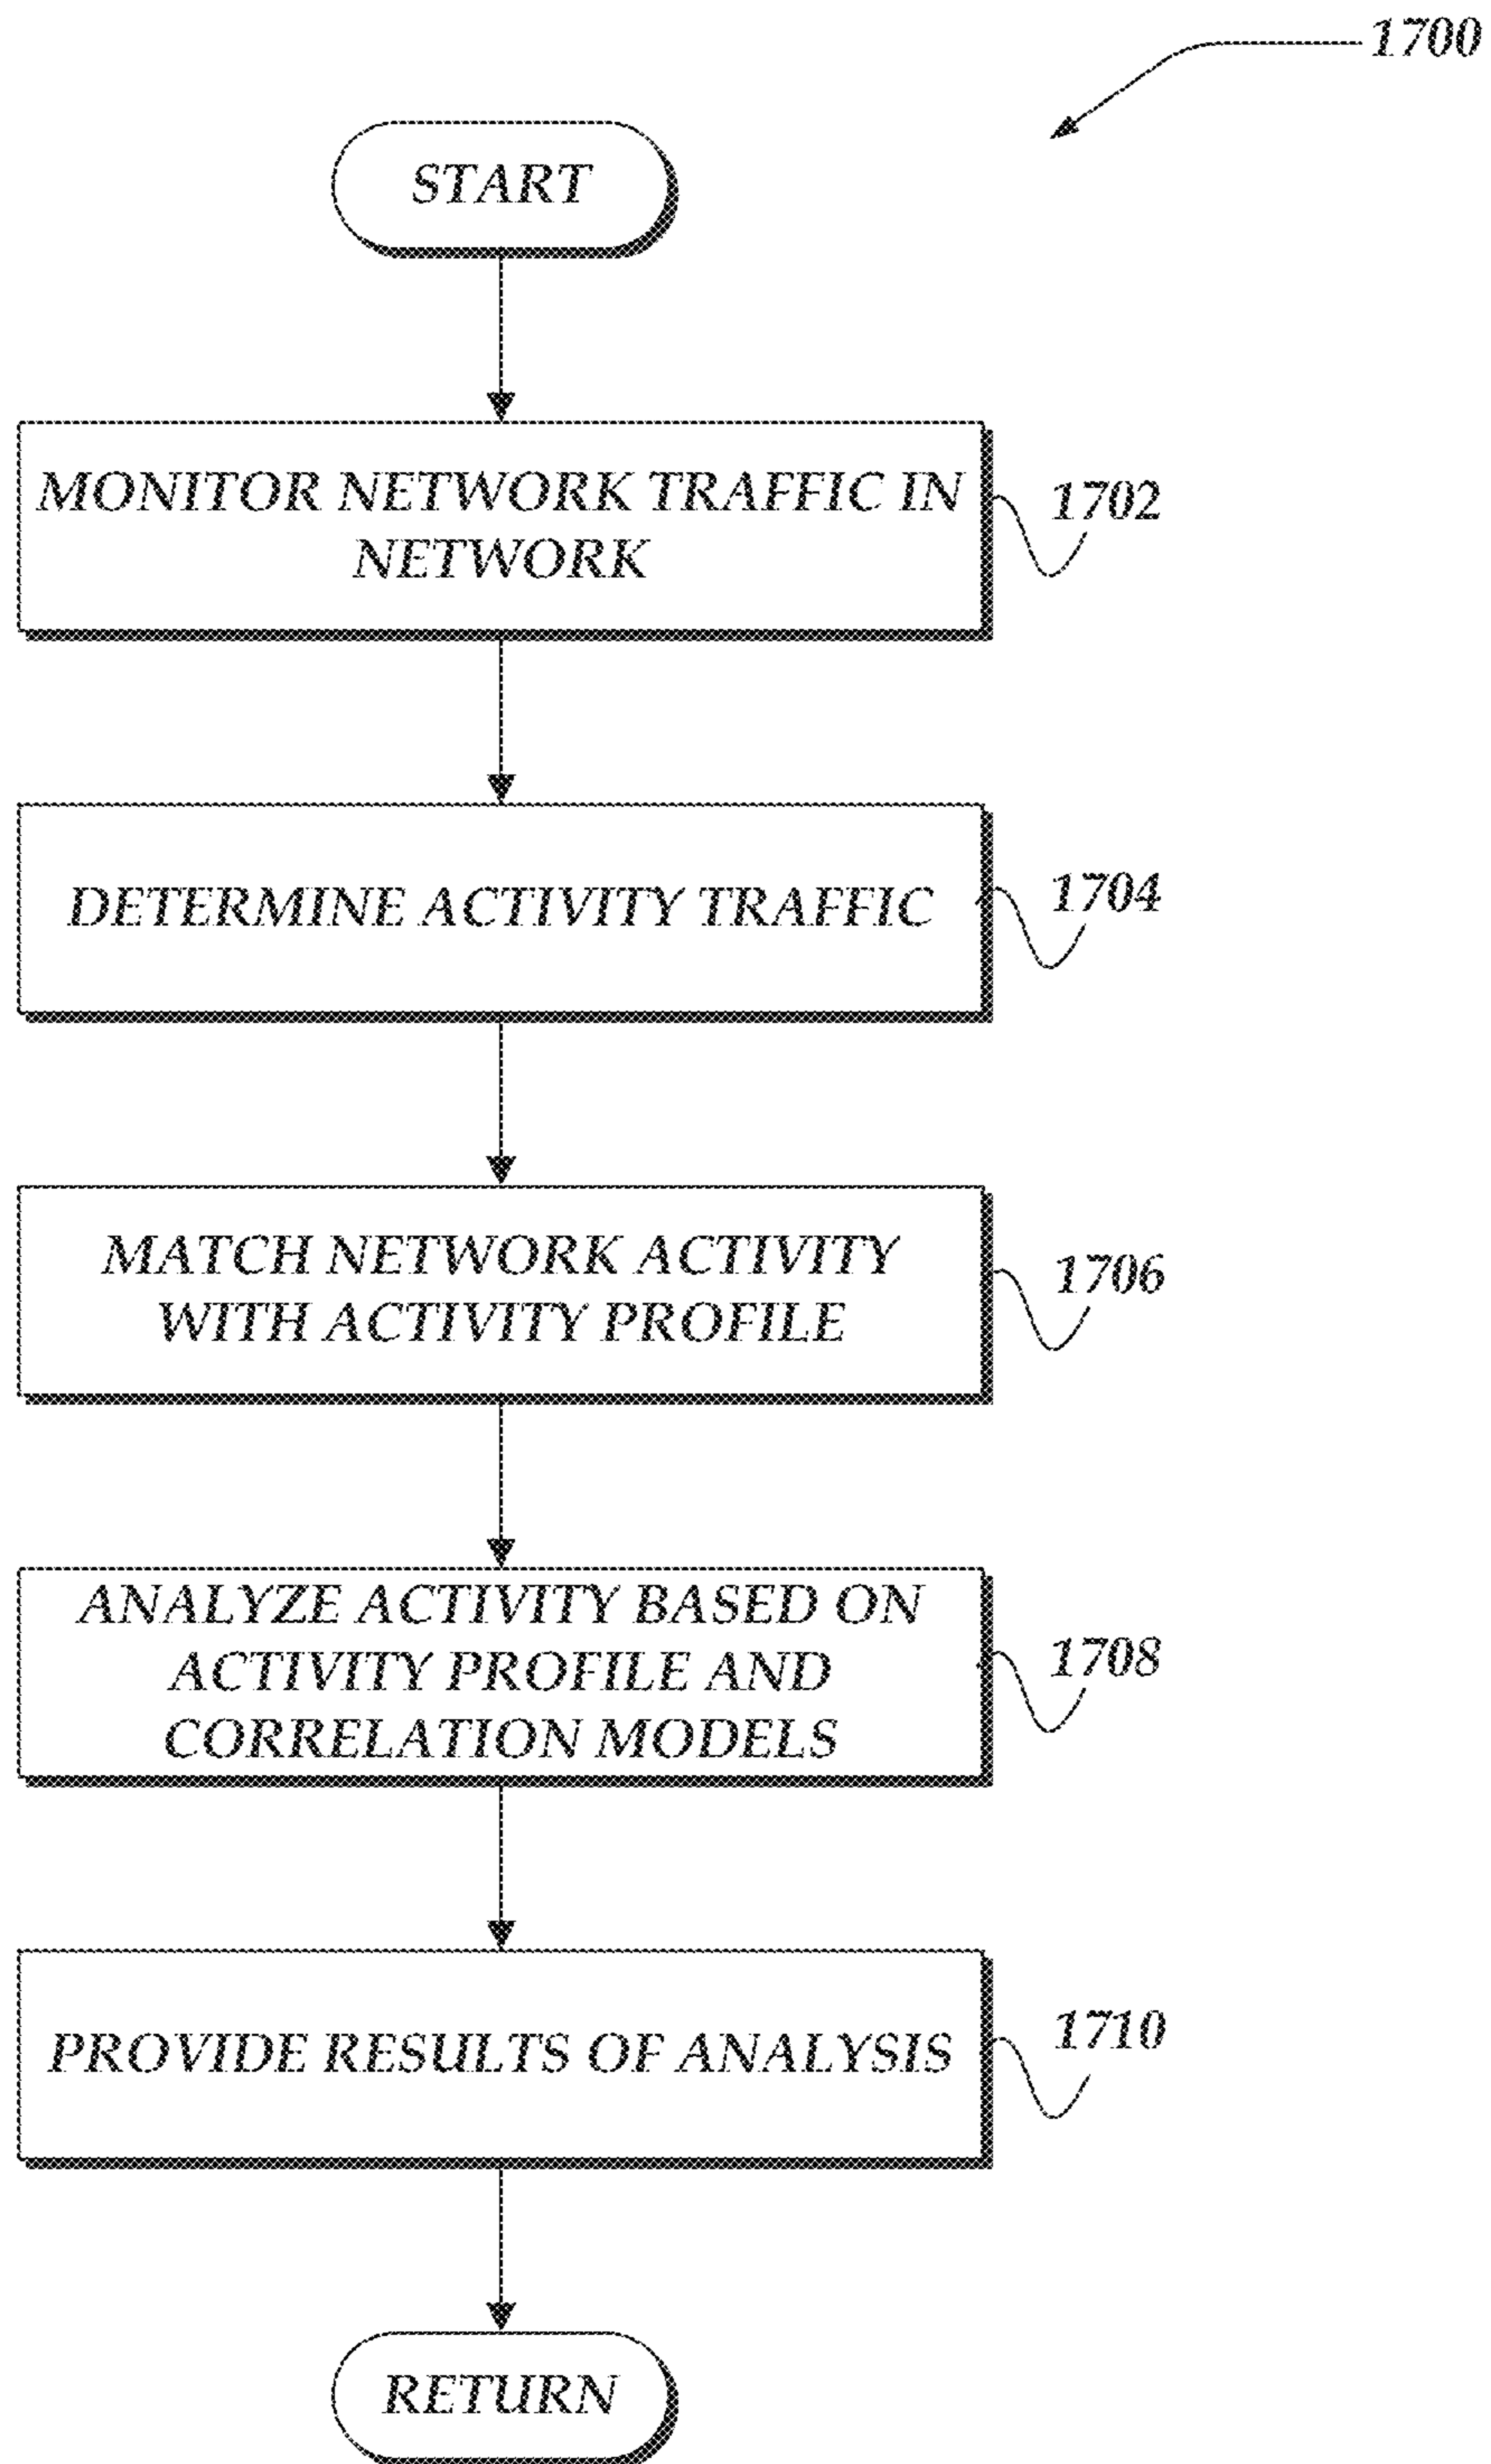 1700
START
MONITOR NETWORK TRAFFIC IN
NETWORK
1702
DETERMINE ACTIVITY TRAFFIC
1704
MATCH NETWORK ACTIVITY
WITH ACTIVITY PROFILE
1706
ANALYZE ACTIVITY BASED ON
ACTIVITY PROFILE AND
CORRELATION MODELS
1708
PROVIDE RESULTS OF ANALYSIS
1710
RETURN